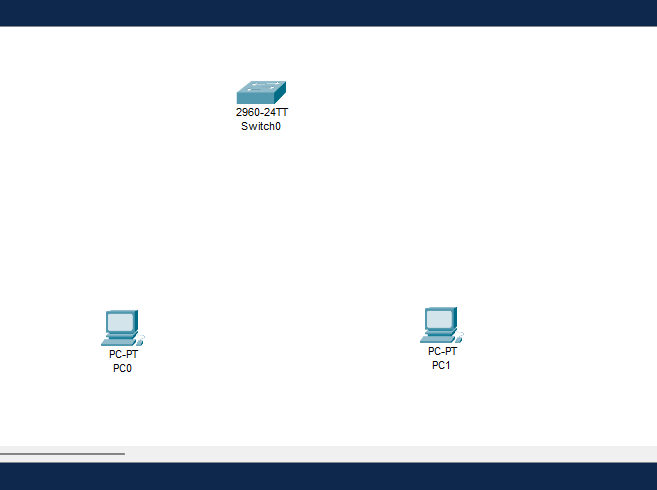 2960-24TT
Switch0
PC-PT
PC0
PC-PT
PC1